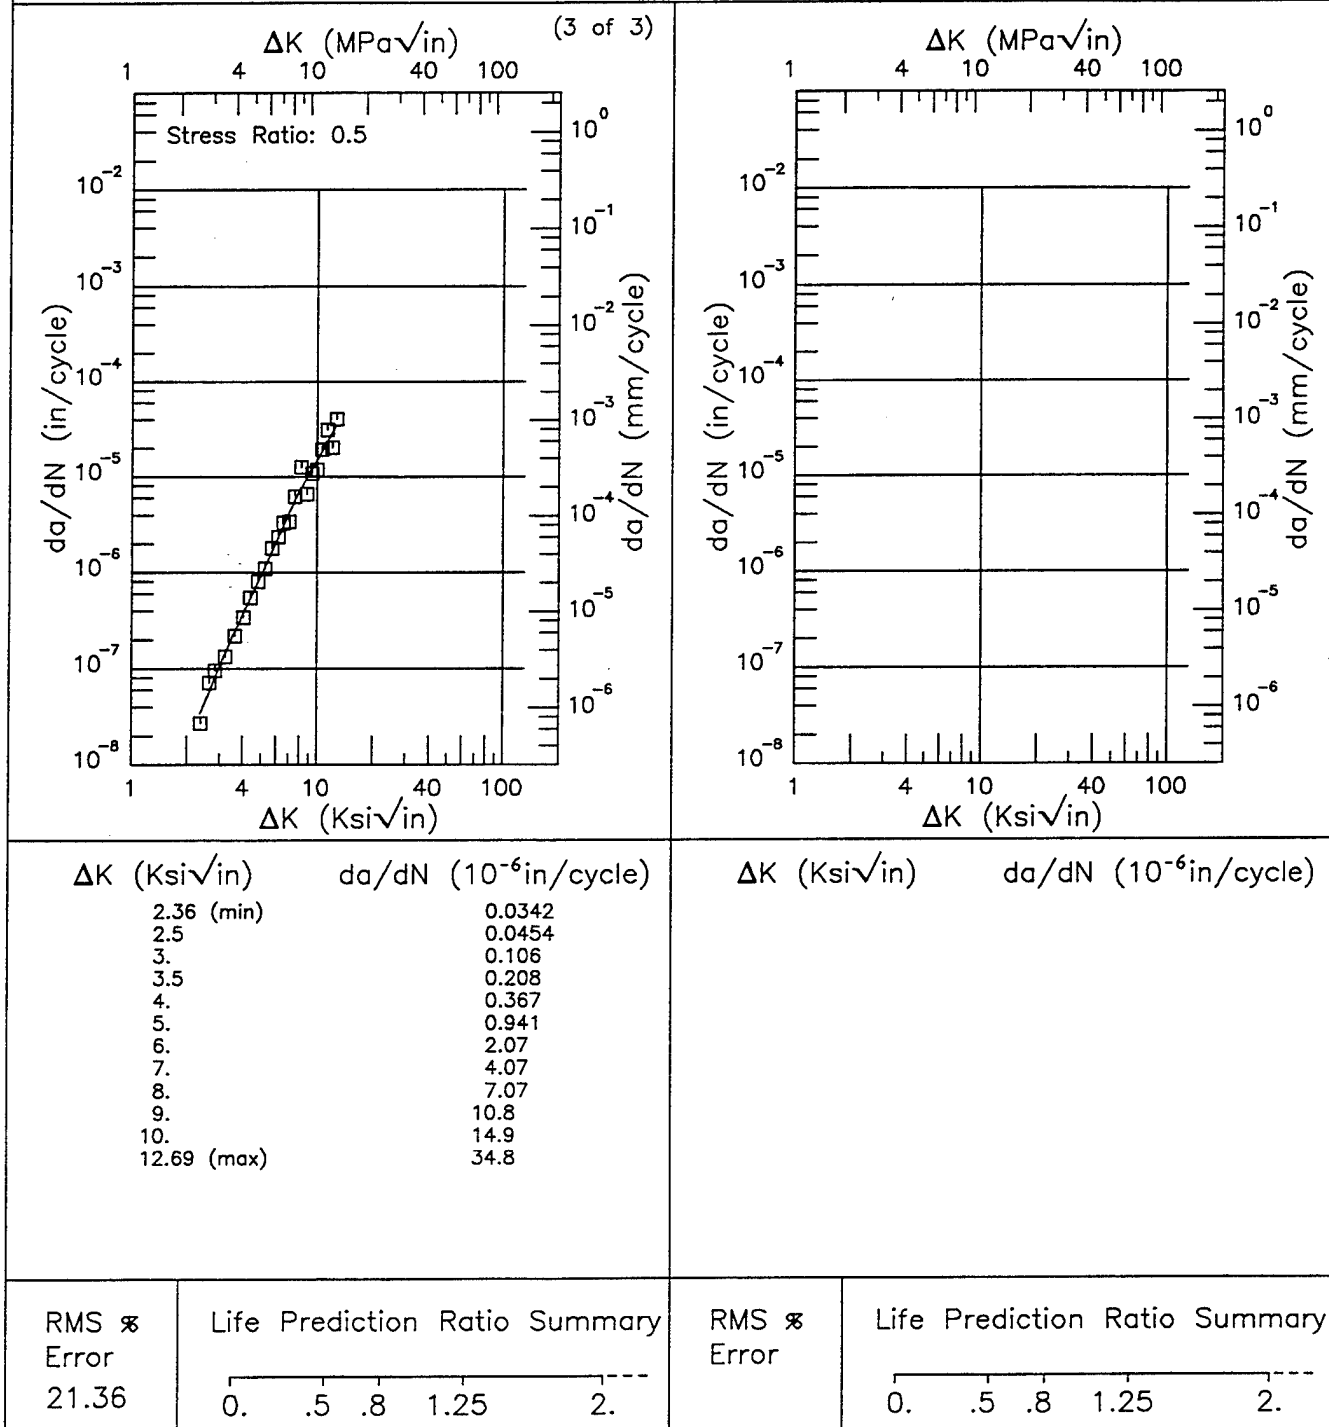 (3 of 3)
ΔK (MPa√in)
1 4 10 40 100
Stress Ratio: 0.5
10⁻²
10⁻³
10⁻⁴
10⁻⁵
10⁻⁶
10⁻⁷
10⁻⁸
da/dN (in/cycle)
10⁰
10⁻¹
10⁻²
10⁻³
10⁻⁴
10⁻⁵
10⁻⁶
da/dN (mm/cycle)
1 4 10 40 100
ΔK (Ksi√in)
ΔK (MPa√in)
1 4 10 40 100
10⁻²
10⁻³
10⁻⁴
10⁻⁵
10⁻⁶
10⁻⁷
10⁻⁸
da/dN (in/cycle)
10⁰
10⁻¹
10⁻²
10⁻³
10⁻⁴
10⁻⁵
10⁻⁶
da/dN (mm/cycle)
1 4 10 40 100
ΔK (Ksi√in)
ΔK (Ksi√in) da/dN (10⁻⁶in/cycle)
2.36 (min) 0.0342
2.5 0.0454
3. 0.106
3.5 0.208
4. 0.367
5. 0.941
6. 2.07
7. 4.07
8. 7.07
9. 10.8
10. 14.9
12.69 (max) 34.8
ΔK (Ksi√in) da/dN (10⁻⁶in/cycle)
RMS %
Error
21.36
Life Prediction Ratio Summary
0. .5 .8 1.25 2.
RMS %
Error
Life Prediction Ratio Summary
0. .5 .8 1.25 2.